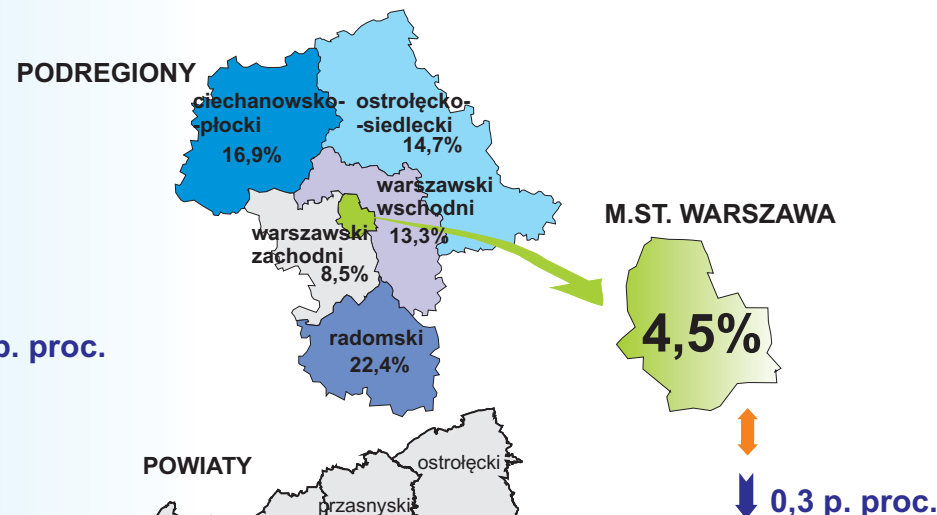 PODREGIONY
ciechanowsko-
-płocki
16,9%
ostrołęcko-
-siedlecki
14,7%
warszawski
wschodni
13,3%
warszawski
zachodni
8,5%
radomski
22,4%
M.ST. WARSZAWA
4,5%
p. proc.
0,3 p. proc.
POWIATY
ostrołęcki
przasnyski